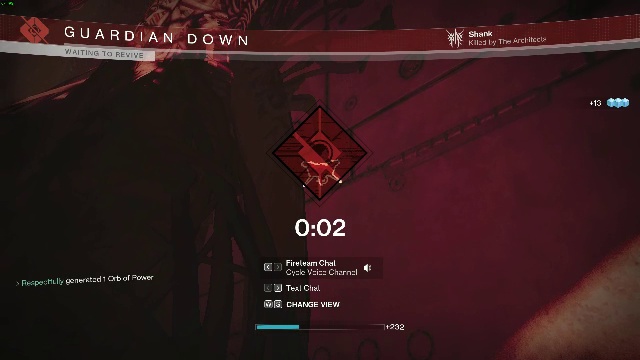 GUARDIAN DOWN
WAITING TO REVIVE
Shank
Killed by The Architects
+13
0:02
Fireteam Chat
Cycle Voice Channel
Text Chat
CHANGE VIEW
Respectfully generated 1 Orb of Power
+232